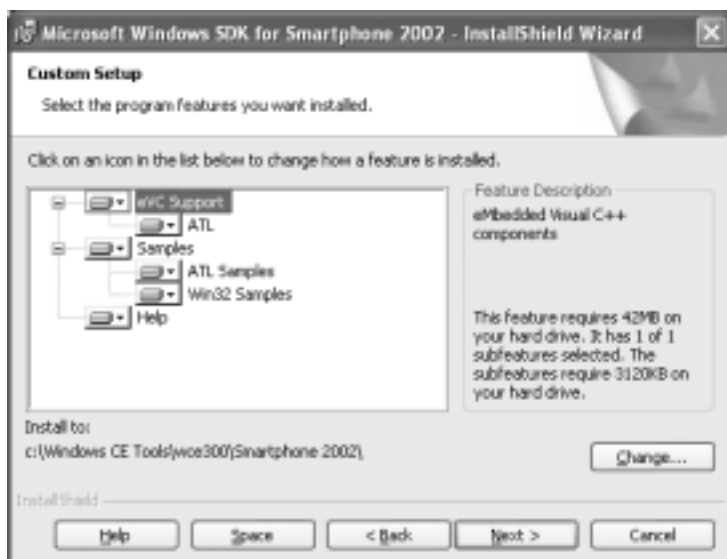 Microsoft Windows SDK for Smartphone 2002 - InstallShield Wizard
Custom Setup
Select the program features you want installed.
Click on an icon in the list below to change how a feature is installed.
eVC Support
ATL
Samples
ATL Samples
Win32 Samples
Help
Feature Description
eMbedded Visual C++
components
This feature requires 42MB on
your hard drive. It has 1 of 1
subfeatures selected. The
subfeatures require 3120KB on
your hard drive.
Install to:
c:\Windows CE Tools\wce300\Smartphone 2002\
Change...
InstallShield
Help
Space
< Back
Next >
Cancel